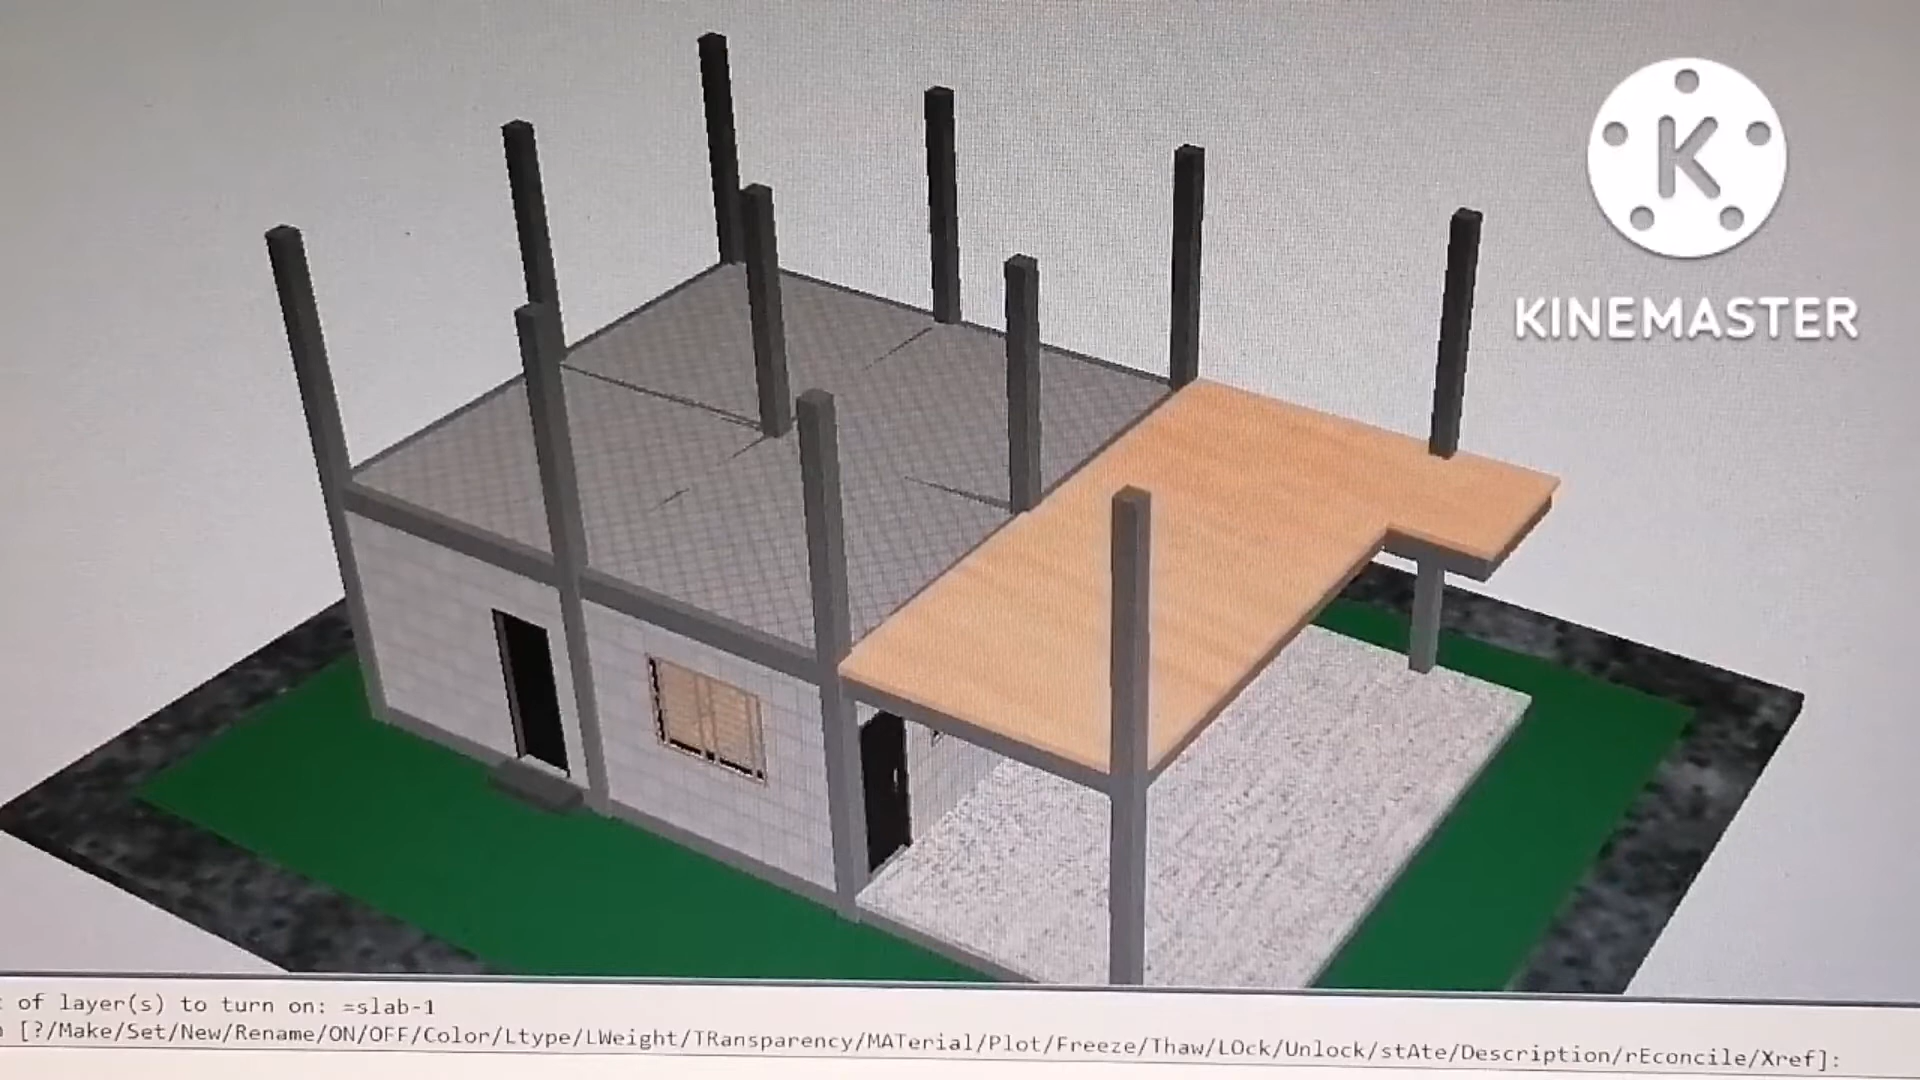 K
KINEMASTER
of layer(s) to turn on: =slab-1
[?/Make/Set/New/Rename/ON/OFF/Color/Ltype/LWeight/TRansparency/MATerial/Plot/Freeze/Thaw/LOck/Unlock/stAte/Description/rEconcile/Xref]: